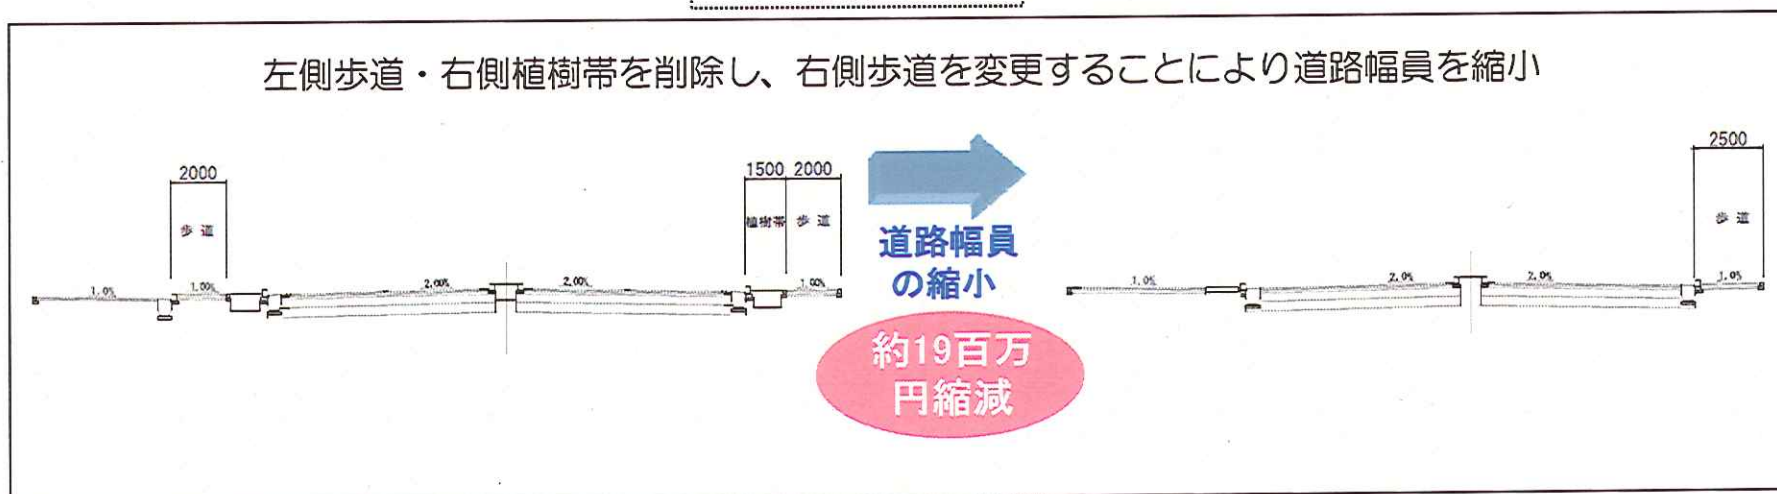 左側歩道・右側植樹帯を削除し、右側歩道を変更することにより道路幅員を縮小
2000
歩道
1500 2000
植樹帯 歩道
1.0%
1.00%
2.00%
2.00%
1.00%
道路幅員
の縮小
約19百万
円縮減
2500
歩道
1.0%
2.0%
2.0%
1.0%